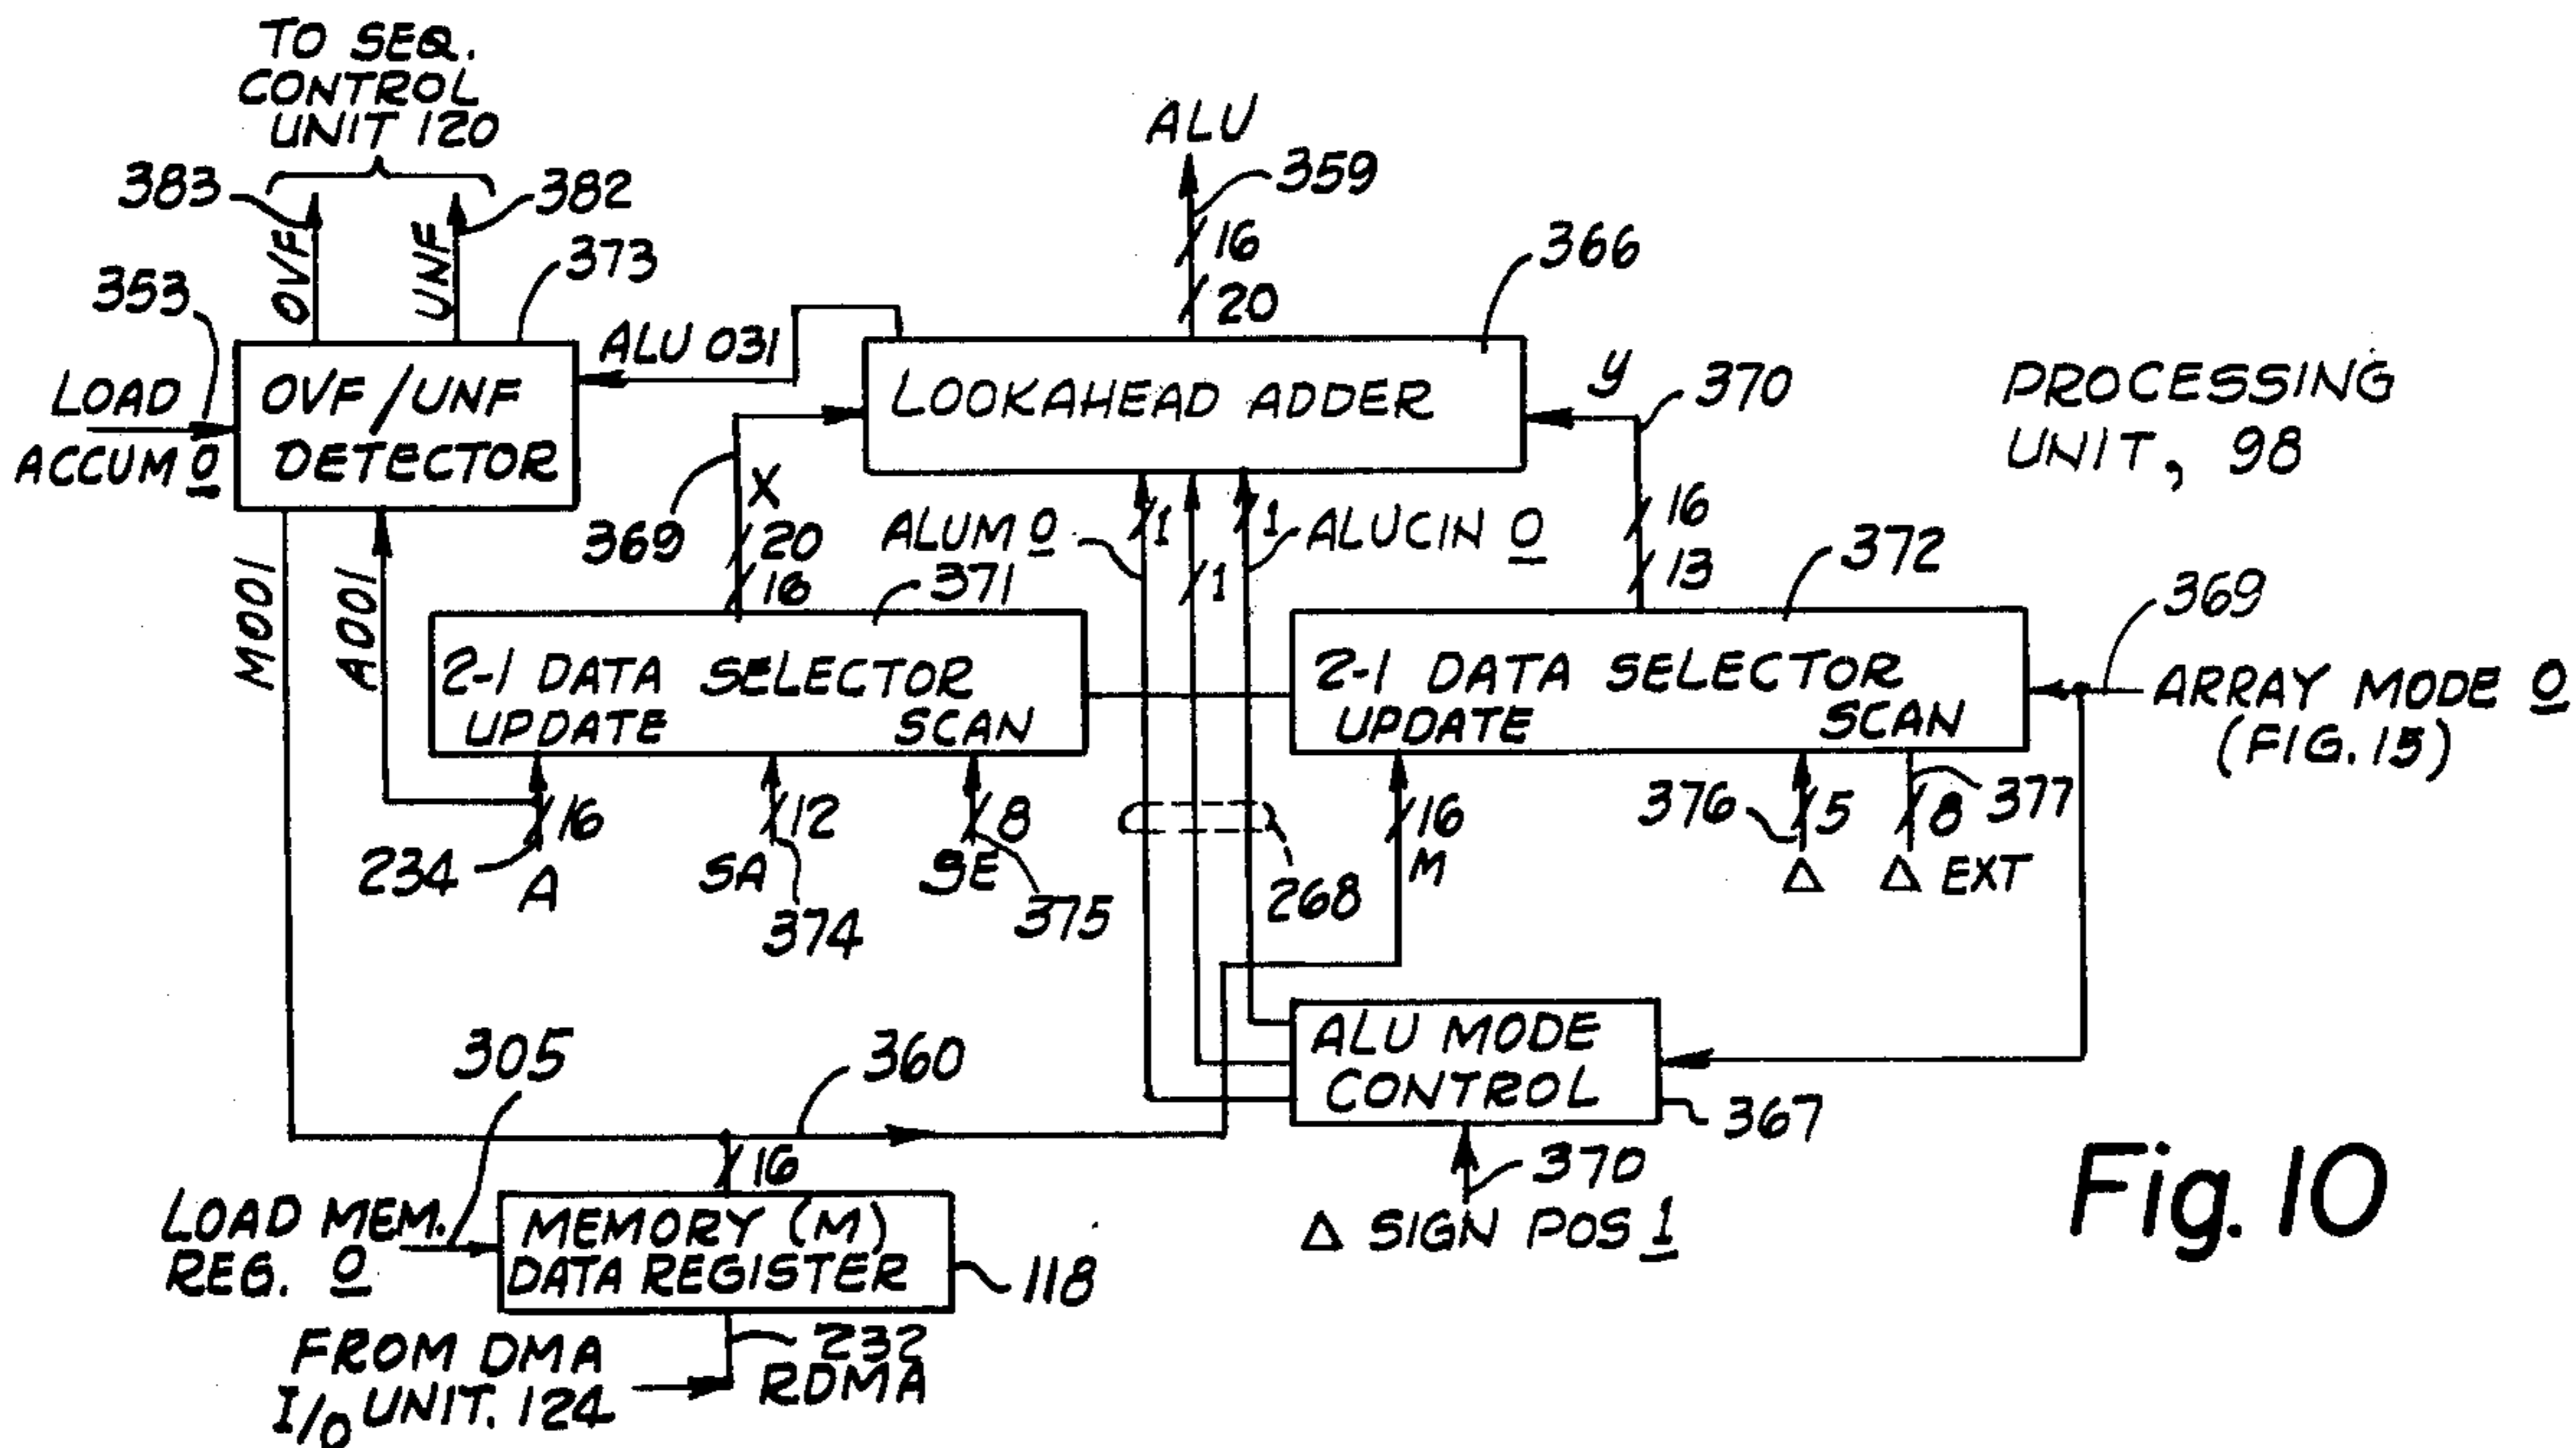 TO SEQ.
CONTROL
UNIT 120
383
382
OVF
UNF
373
353
LOAD
ACCUM 0
OVF/UNF
DETECTOR
ALU 031
ALU
359
16
20
366
LOOKAHEAD ADDER
Y
370
PROCESSING
UNIT, 98
369
X
20
16
371
ALUM 0
1
1
1
ALUCIN 0
16
13
372
369
M001
A001
2-1 DATA SELECTOR
UPDATE SCAN
2-1 DATA SELECTOR
UPDATE SCAN
ARRAY MODE 0
(FIG. 15)
16
234
A
12
SA
374
8
SE
375
268
16
M
376
5
Δ
8
377
Δ EXT
ALU MODE
CONTROL
367
370
Δ SIGN POS 1
305
360
16
LOAD MEM.
REG. 0
MEMORY (M)
DATA REGISTER
118
FROM DMA
I/O UNIT. 124
232
RDMA
Fig. 10